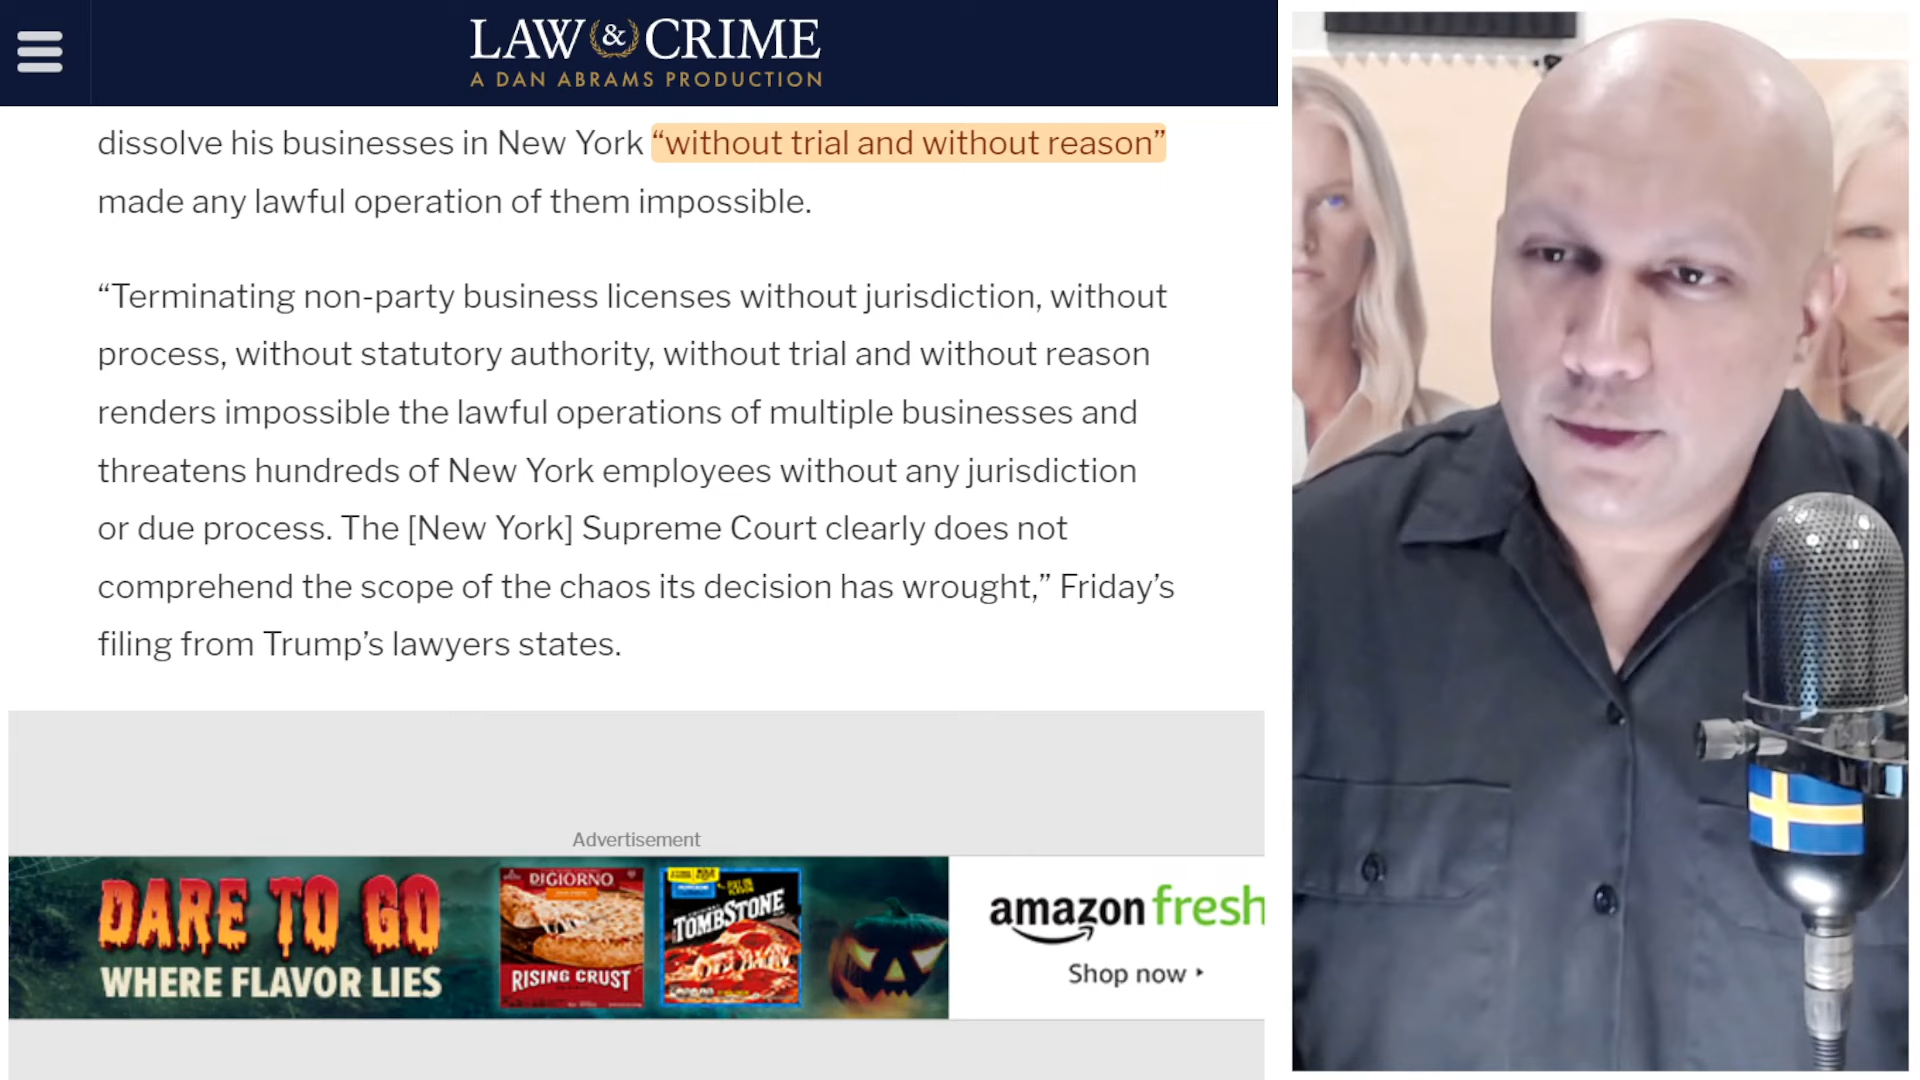 LAW & CRIME
A DAN ABRAMS PRODUCTION
dissolve his businesses in New York “without trial and without reason”
made any lawful operation of them impossible.
“Terminating non-party business licenses without jurisdiction, without
process, without statutory authority, without trial and without reason
renders impossible the lawful operations of multiple businesses and
threatens hundreds of New York employees without any jurisdiction
or due process. The [New York] Supreme Court clearly does not
comprehend the scope of the chaos its decision has wrought,” Friday’s
filing from Trump’s lawyers states.
Advertisement
DARE TO GO
WHERE FLAVOR LIES
DIGIORNO
RISING CRUST
TOMBSTONE
amazon fresh
Shop now